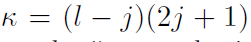 κ = (l − j)(2j + 1)